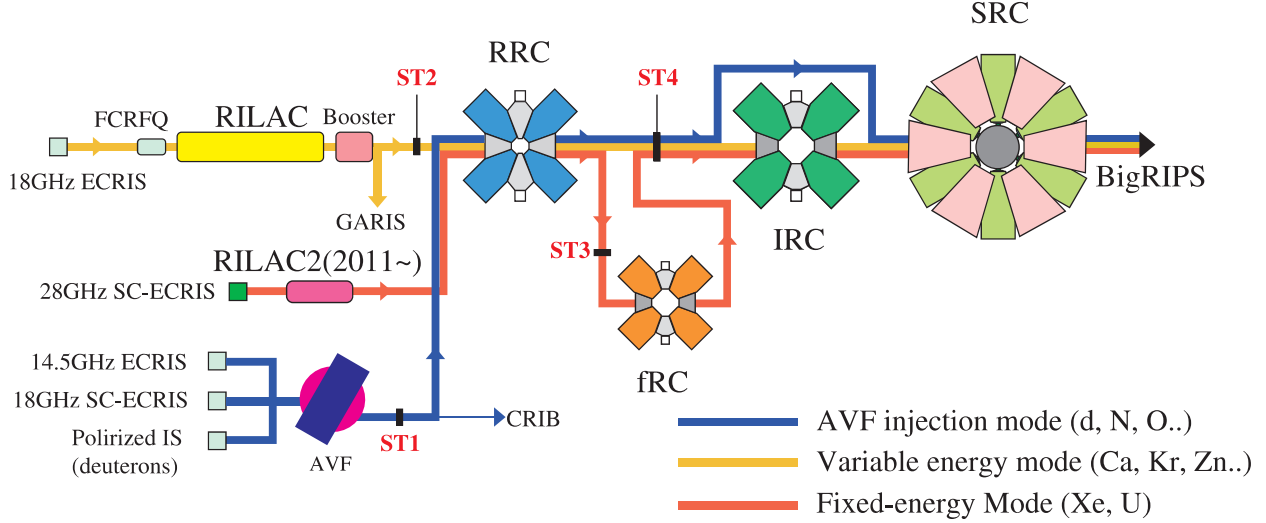 SRC
RRC
ST2
ST4
FCRFQ
RILAC
Booster
18GHz ECRIS
BigRIPS
GARIS
IRC
ST3
RILAC2(2011~)
28GHz SC-ECRIS
14.5GHz ECRIS
fRC
18GHz SC-ECRIS
CRIB
AVF injection mode (d, N, O..)
Polirized IS
(deuterons)
ST1
AVF
Variable energy mode (Ca, Kr, Zn..)
Fixed-energy Mode (Xe, U)